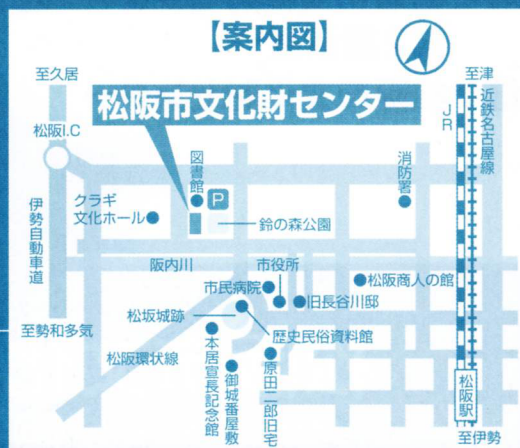 【案内図】
至久居
至津
松阪市文化財センター
松阪I.C
JR
近鉄名古屋線
図書館
P
消防署
クラギ
文化ホール
鈴の森公園
伊勢自動車道
阪内川
市役所
市民病院
松阪商人の館
旧長谷川邸
松坂城跡
歴史民俗資料館
至勢和多気
松阪環状線
本居宣長記念館
御城番屋敷
原田二郎旧宅
松阪駅
至伊勢